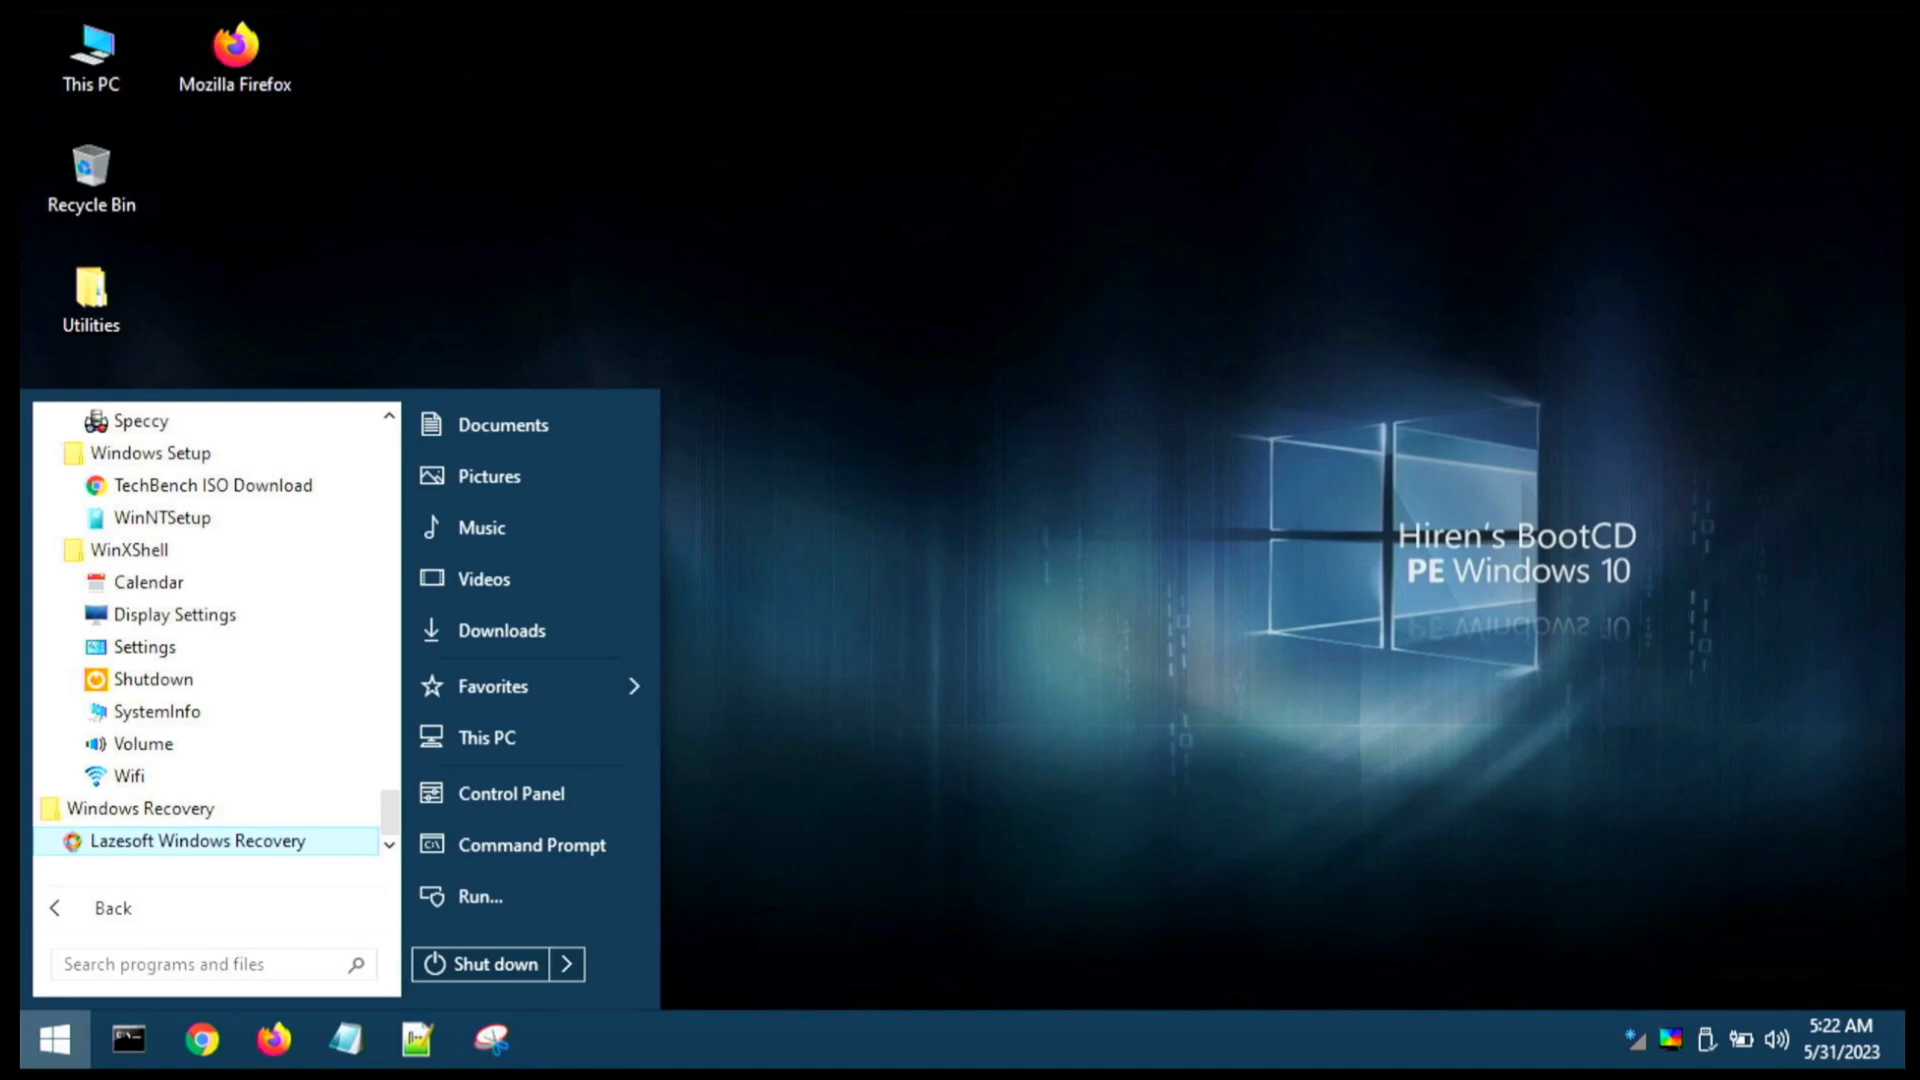 This PC
Mozilla Firefox
Recycle Bin
Utilities
Speccy
Windows Setup
TechBench ISO Download
WinNTSetup
WinXShell
Calendar
Display Settings
Settings
Shutdown
SystemInfo
Volume
Wifi
Windows Recovery
Lazesoft Windows Recovery
Back
Search programs and files
Documents
Pictures
Music
Videos
Downloads
Favorites
This PC
Control Panel
Command Prompt
Run...
Shut down
Hiren's BootCD
PE Windows 10
PE Windows 10
5:22 AM
5/31/2023